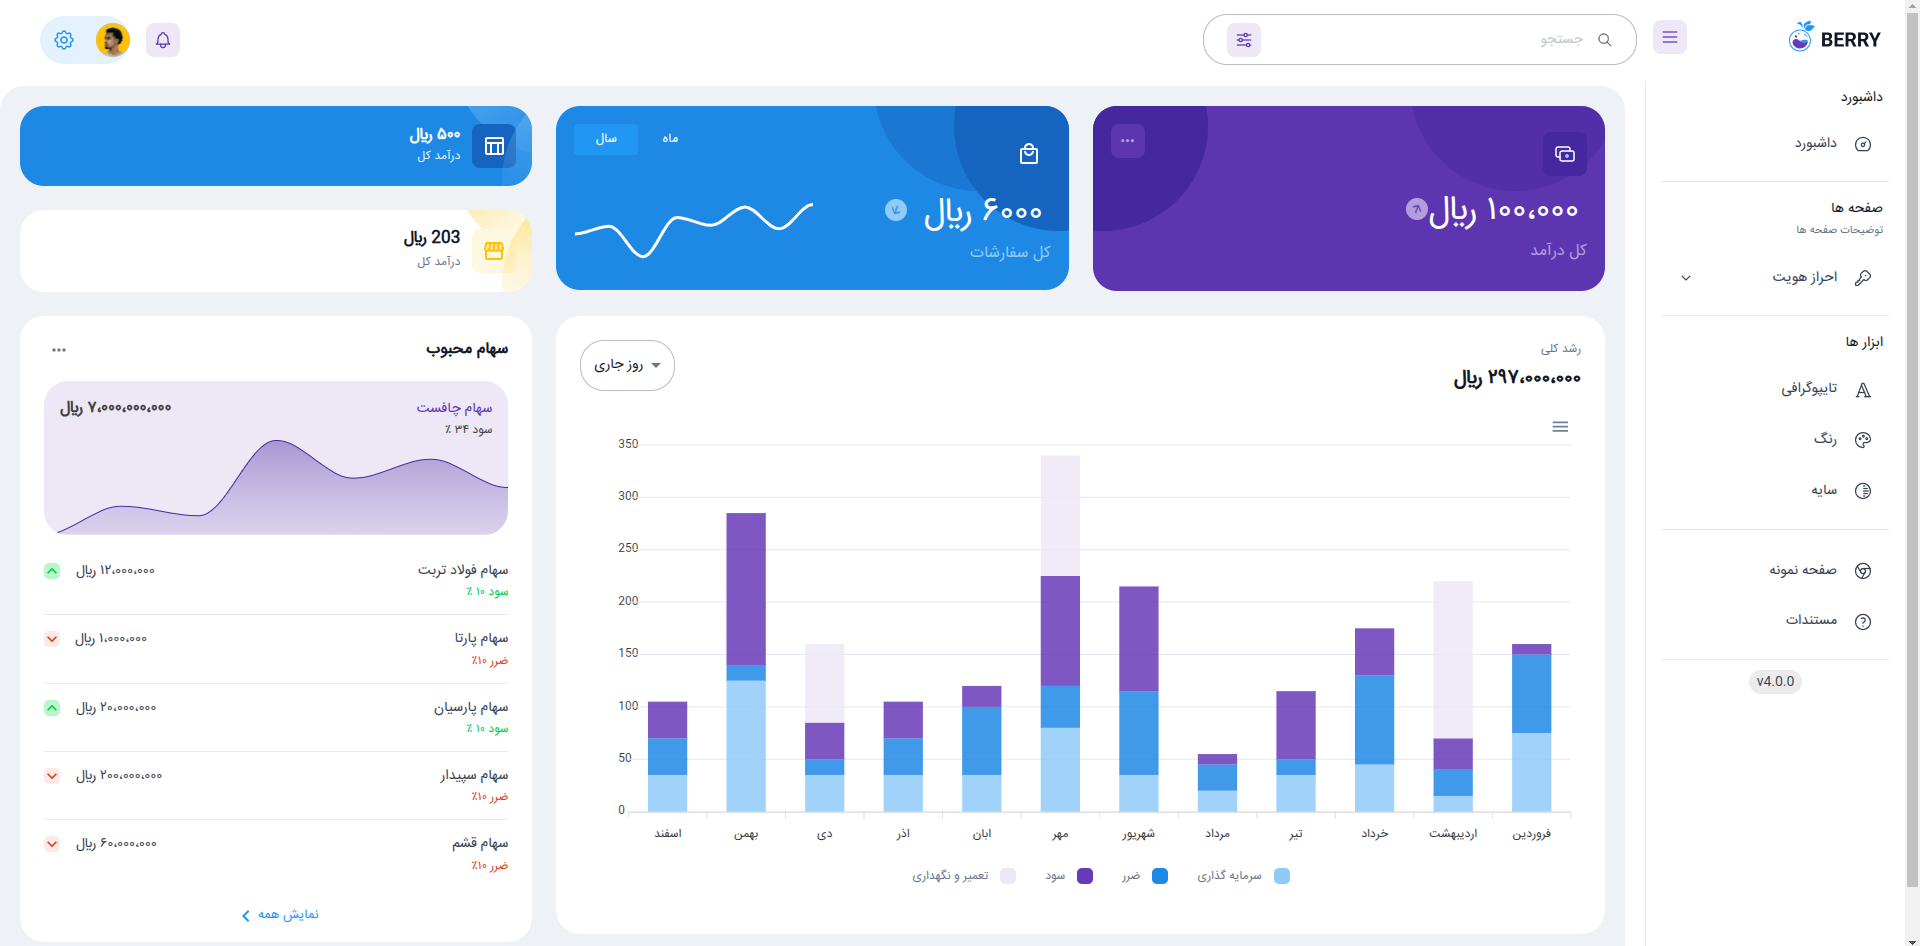 BERRY
جستجو
داشبورد
داشبورد
صفحه ها
توضیحات صفحه ها
احراز هویت
ابزار ها
تایپوگرافی
رنگ
سایه
صفحه نمونه
مستندات
v4.0.0
۱۰۰،۰۰۰ ریال
کل درآمد
ماه
سال
۶۰۰۰ ریال
کل سفارشات
۵۰۰ ریال
درآمد کل
203 ریال
درآمد کل
رشد کلی
۲۹۷،۰۰۰،۰۰۰ ریال
روز جاری
350
300
250
200
150
100
50
0
فروردین
اردیبهشت
خرداد
تیر
مرداد
شهریور
مهر
ابان
اذر
دی
بهمن
اسفند
سرمایه گذاری
ضرر
سود
تعمیر و نگهداری
سهام محبوب
سهام چافست
۷،۰۰۰،۰۰۰،۰۰۰ ریال
سود ۳۴ ٪
سهام فولاد تربت
۱۲،۰۰۰،۰۰۰ ریال
سود ۱۰ ٪
سهام پارتا
۱،۰۰۰،۰۰۰ ریال
ضرر ۱۰٪
سهام پارسیان
۲۰،۰۰۰،۰۰۰ ریال
سود ۱۰ ٪
سهام سپیدار
۲۰۰،۰۰۰،۰۰۰ ریال
ضرر ۱۰٪
سهام قشم
۶۰،۰۰۰،۰۰۰ ریال
ضرر ۱۰٪
نمایش همه